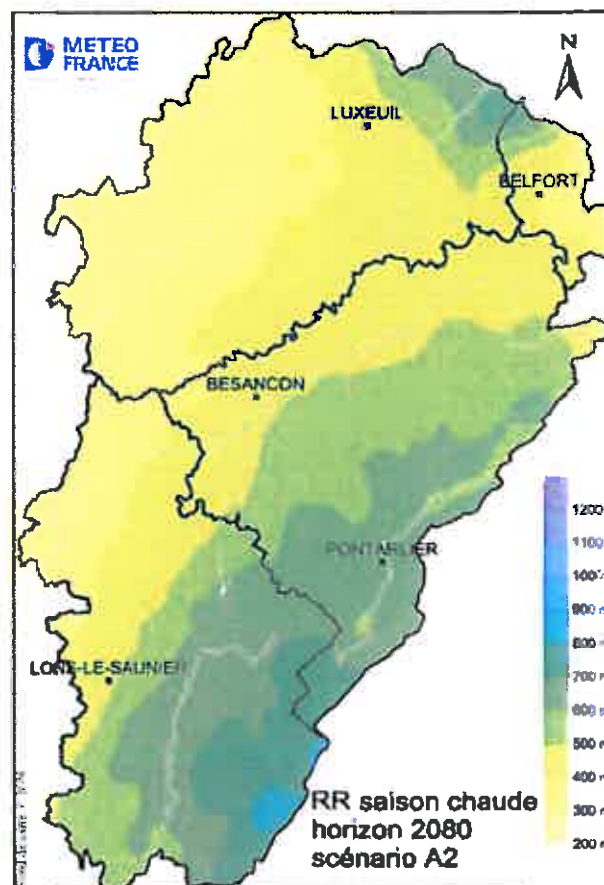 METEO
FRANCE
N
LUXEUIL
BELFORT
BESANCON
PONTARLIER
LONS-LE-SAUNIER
1200
1100
1000
900 m
800 m
700 m
600 m
500 m
400 m
300 m
200 m
RR saison chaude
horizon 2080
scénario A2